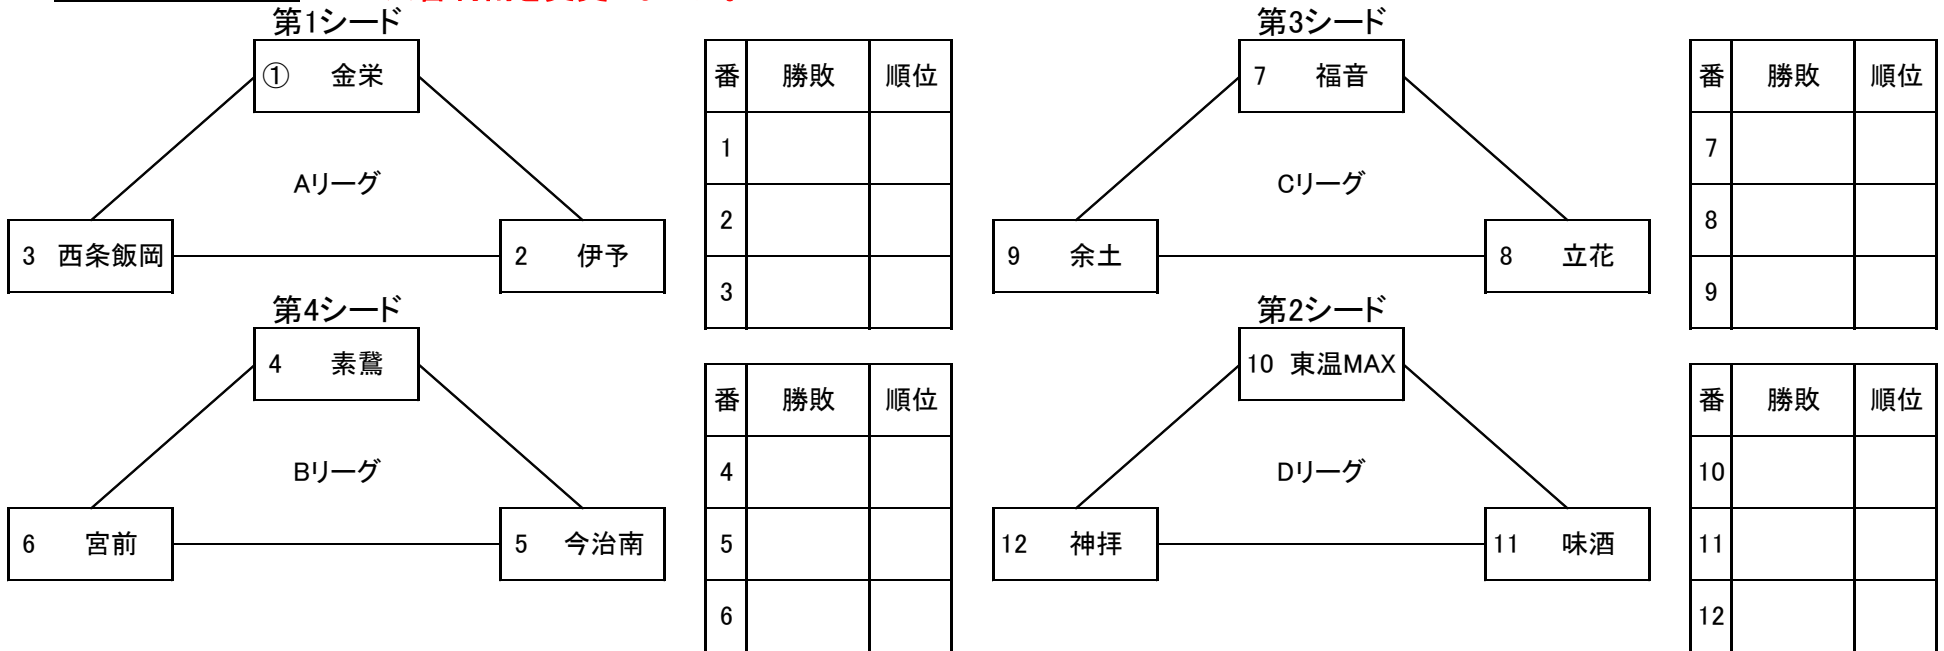 第1シード
① 金栄
Aリーグ
3 西条飯岡
2 伊予
番 勝敗 順位
1
2
3
第4シード
4 素鵞
Bリーグ
6 宮前
5 今治南
番 勝敗 順位
4
5
6
第3シード
7 福音
Cリーグ
9 余土
8 立花
番 勝敗 順位
7
8
9
第2シード
10 東温MAX
Dリーグ
12 神拝
11 味酒
番 勝敗 順位
10
11
12